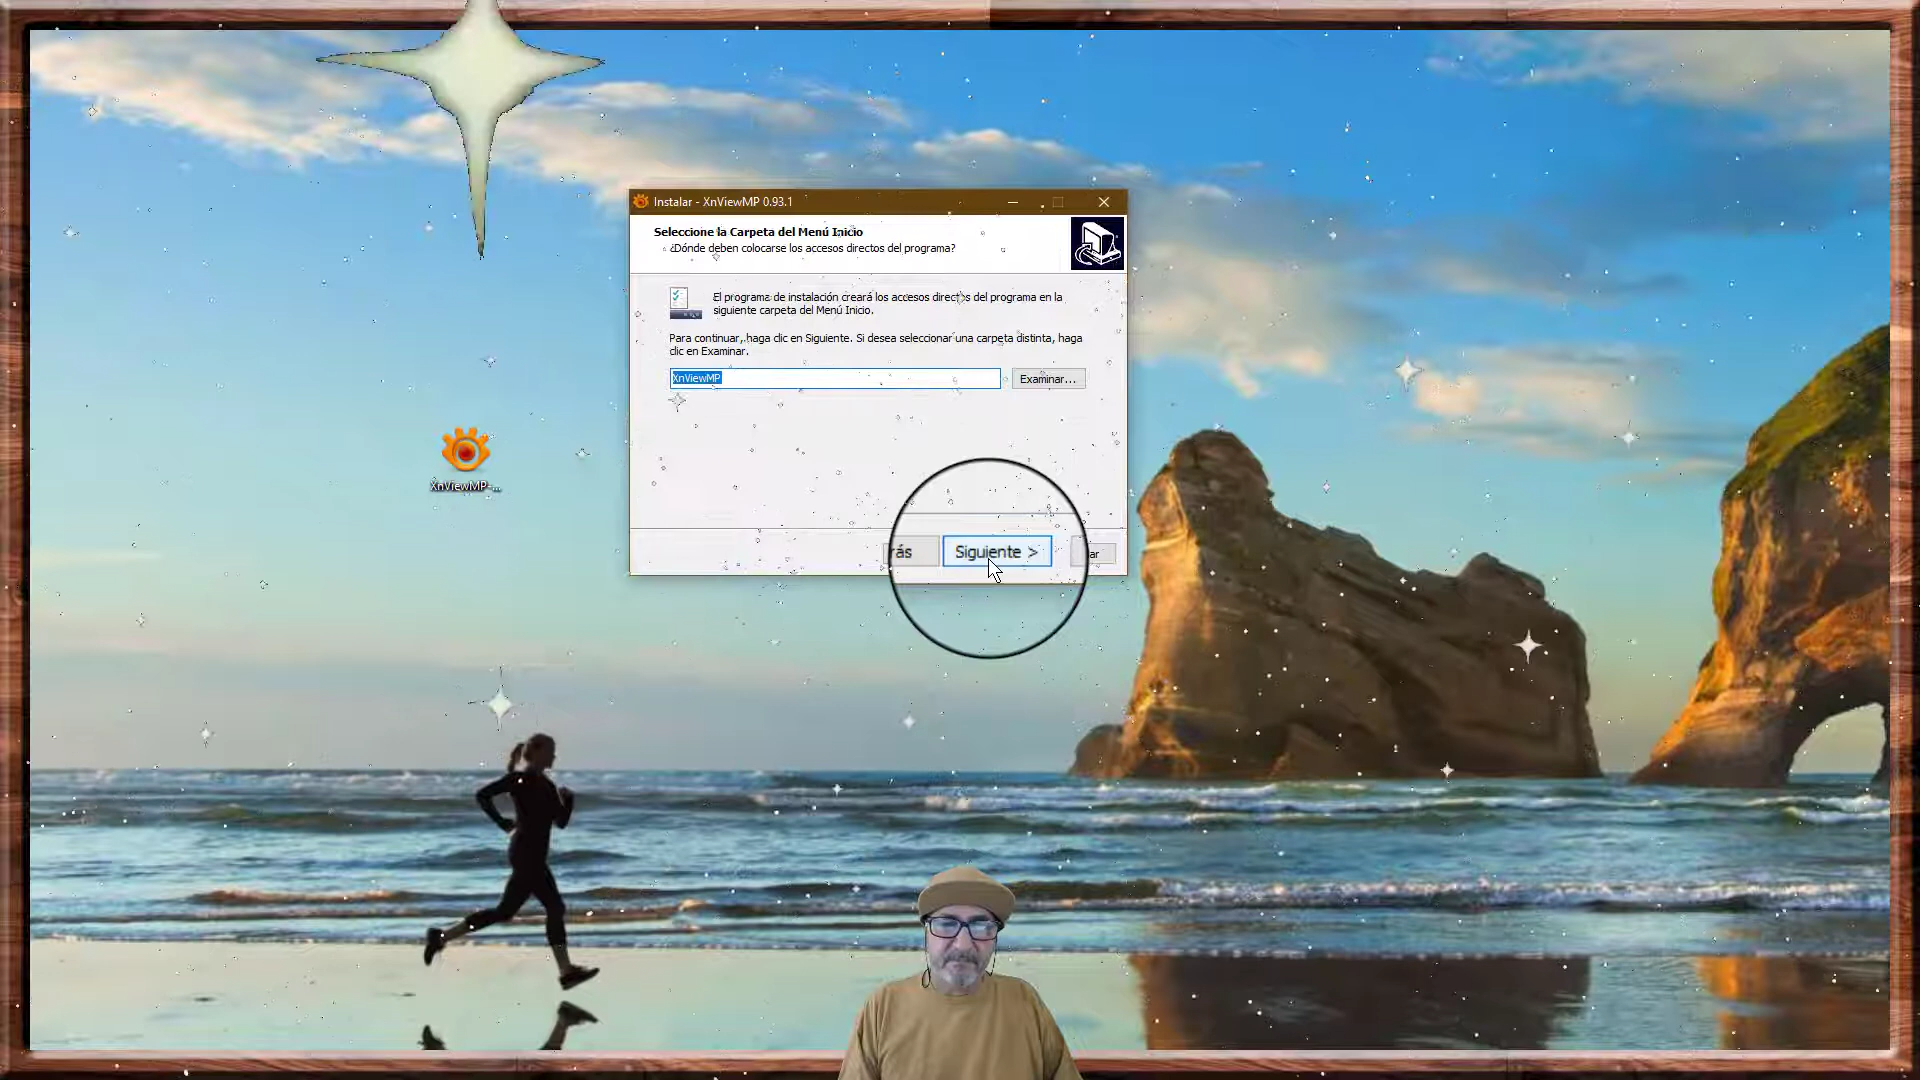 Instalar - XnViewMP 0.93.1
Seleccione la Carpeta del Menú Inicio
¿Dónde deben colocarse los accesos directos del programa?
El programa de instalación creará los accesos directos del programa en la
siguiente carpeta del Menú Inicio.
Para continuar, haga clic en Siguiente. Si desea seleccionar una carpeta distinta, haga
clic en Examinar.
XnViewMP
Examinar...
XnViewMP-...
rás
Siguiente >
ar